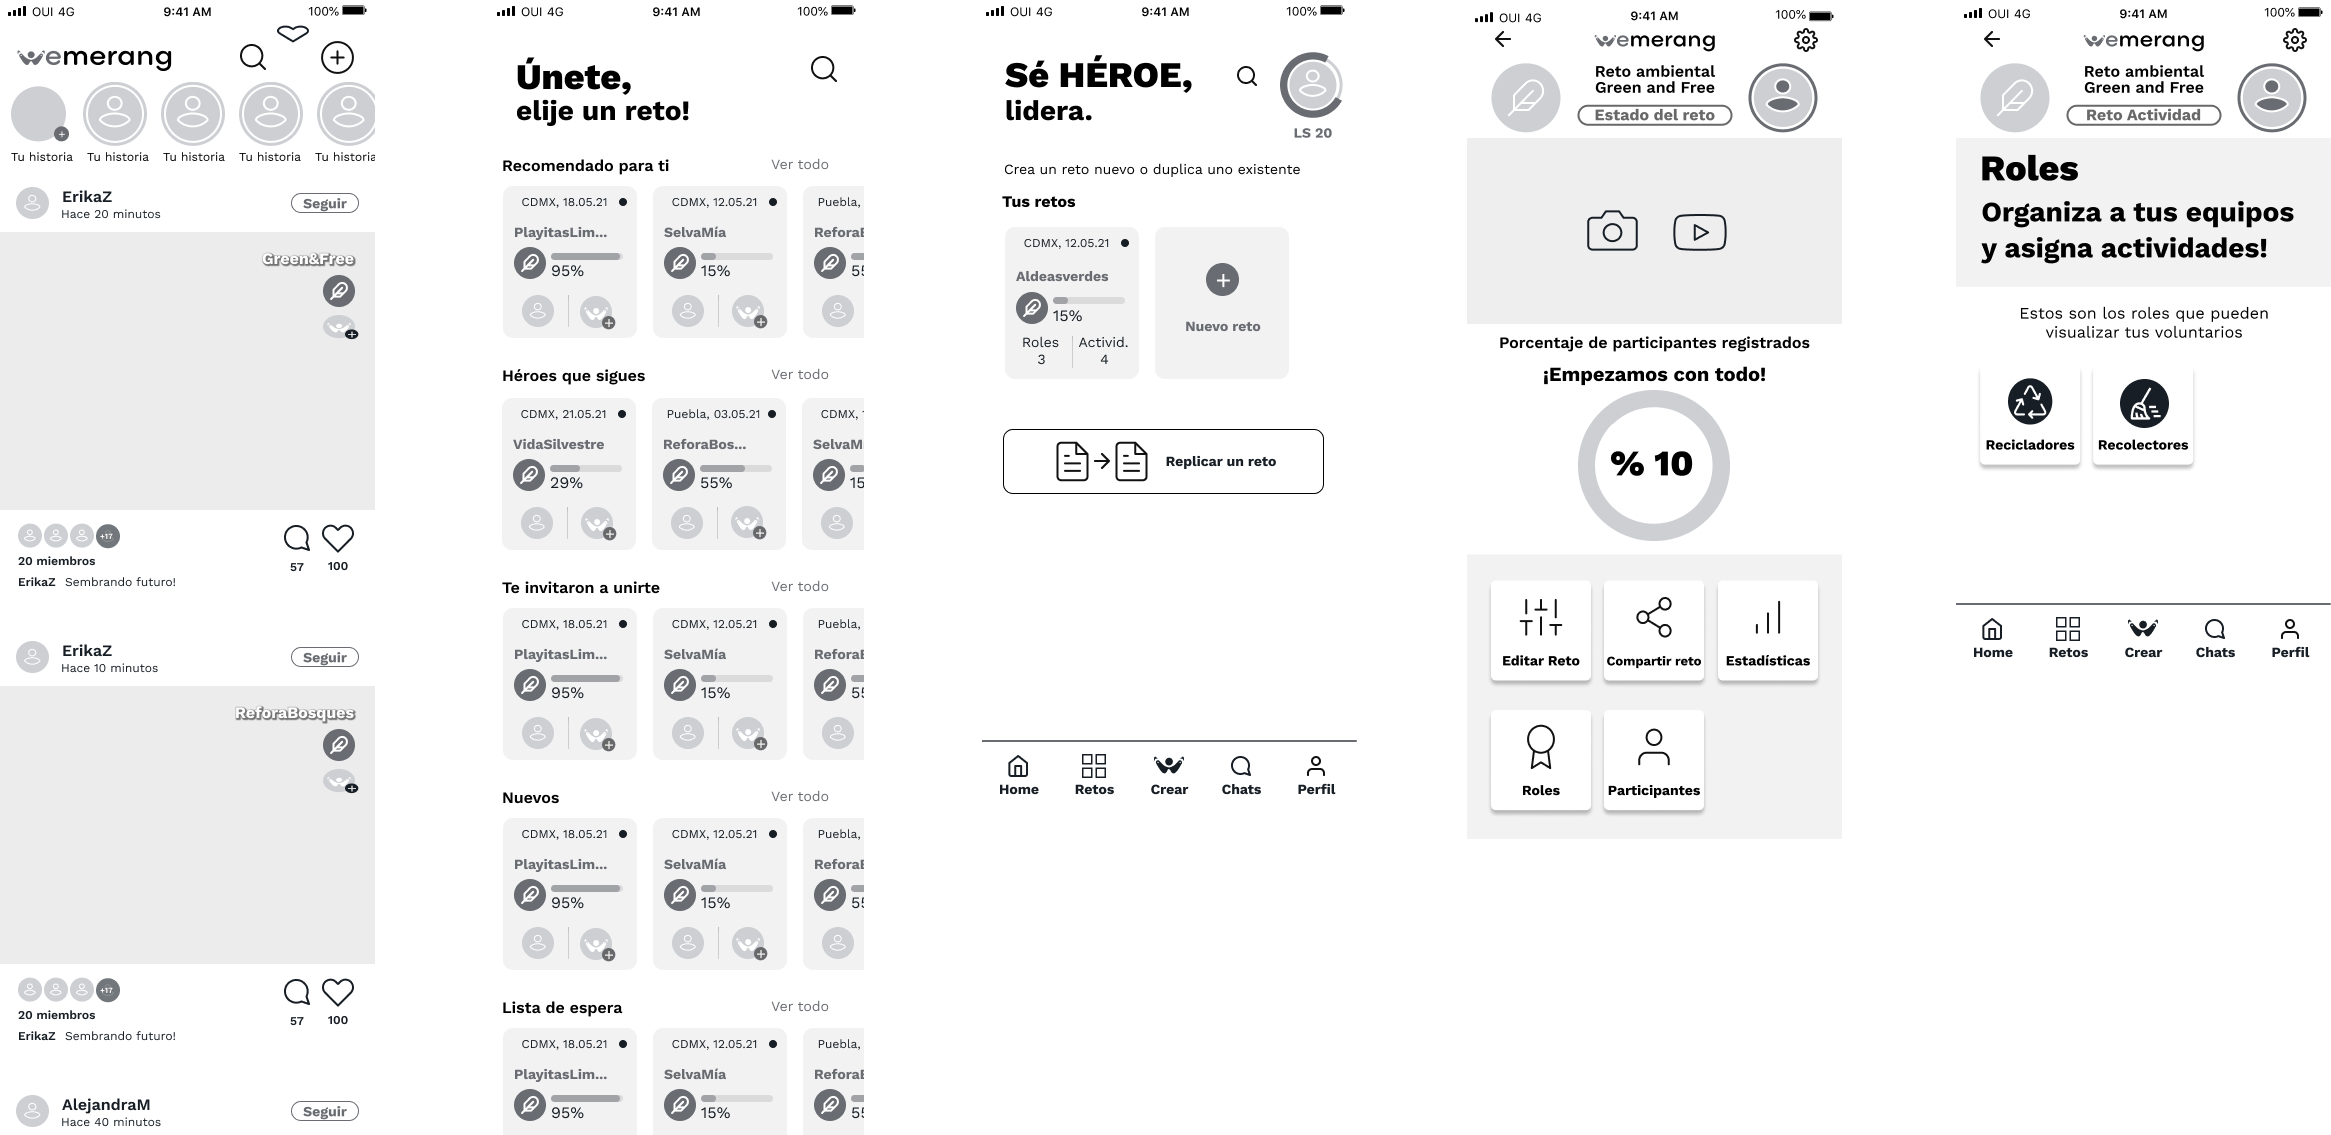 OUI 4G 9:41 AM 100%
wemerang
Tu historia Tu historia Tu historia Tu historia Tu historia
ErikaZ
Hace 20 minutos
Seguir
Green&Free
+17
20 miembros
57 100
ErikaZ Sembrando futuro!
ErikaZ
Hace 10 minutos
Seguir
ReforaBosques
+17
20 miembros
57 100
ErikaZ Sembrando futuro!
AlejandraM
Hace 40 minutos
Seguir
OUI 4G 9:41 AM 100%
Únete,
elije un reto!
Recomendado para ti Ver todo
CDMX, 18.05.21 CDMX, 12.05.21 Puebla,
PlayitasLim... SelvaMía Refora
95% 15% 55
Héroes que sigues Ver todo
CDMX, 21.05.21 Puebla, 03.05.21 CDMX,
VidaSilvestre ReforaBos... SelvaM
29% 55% 15
Te invitaron a unirte Ver todo
CDMX, 18.05.21 CDMX, 12.05.21 Puebla,
PlayitasLim... SelvaMía Refora
95% 15% 55
Nuevos Ver todo
CDMX, 18.05.21 CDMX, 12.05.21 Puebla,
PlayitasLim... SelvaMía Refora
95% 15% 55
Lista de espera Ver todo
CDMX, 18.05.21 CDMX, 12.05.21 Puebla,
PlayitasLim... SelvaMía Refora
95% 15% 55
OUI 4G 9:41 AM 100%
Sé HÉROE,
lidera.
LS 20
Crea un reto nuevo o duplica uno existente
Tus retos
CDMX, 12.05.21
Aldeasverdes
15%
Roles Activid.
3 4
Nuevo reto
Replicar un reto
Home Retos Crear Chats Perfil
OUI 4G 9:41 AM 100%
wemerang
Reto ambiental
Green and Free
Estado del reto
Porcentaje de participantes registrados
¡Empezamos con todo!
% 10
Editar Reto Compartir reto Estadísticas
Roles Participantes
OUI 4G 9:41 AM 100%
wemerang
Reto ambiental
Green and Free
Reto Actividad
Roles
Organiza a tus equipos
y asigna actividades!
Estos son los roles que pueden
visualizar tus voluntarios
Recicladores Recolectores
Home Retos Crear Chats Perfil